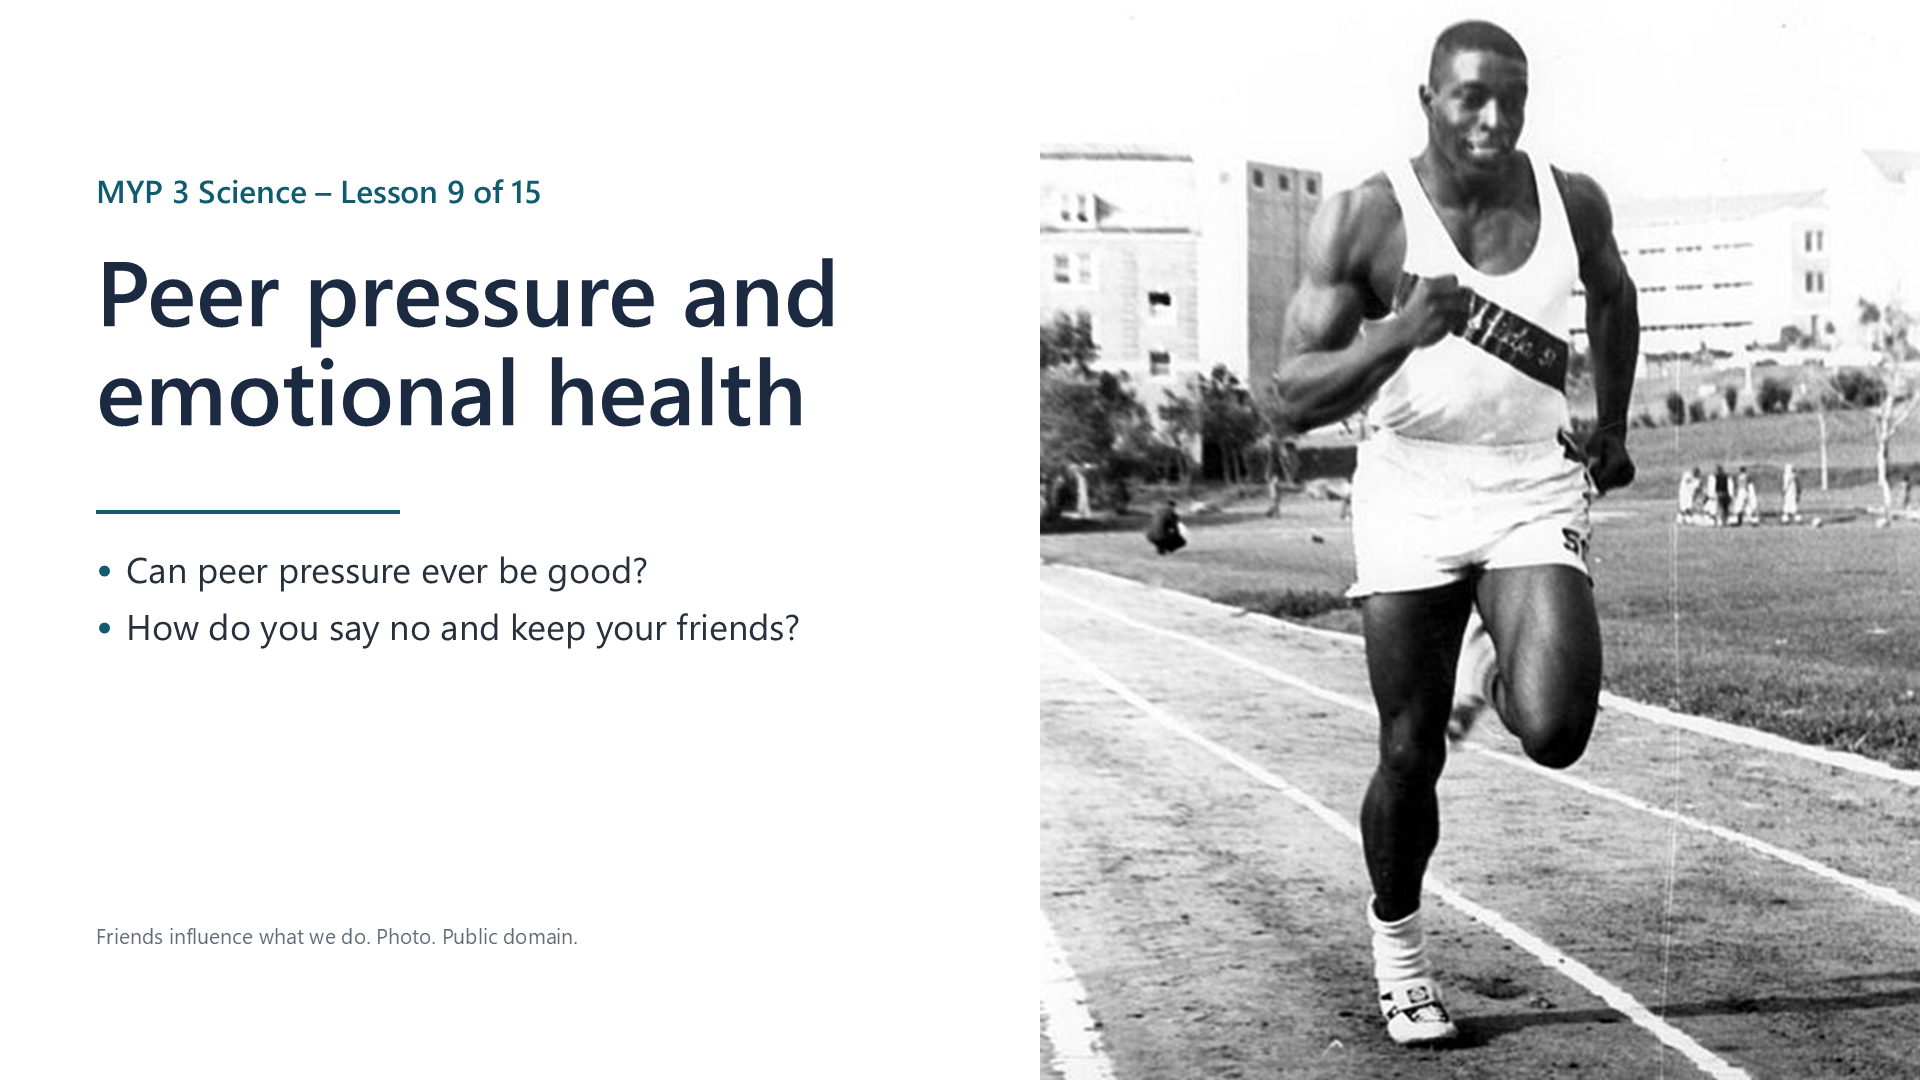 MYP 3 Science – Lesson 9 of 15
Peer pressure and
emotional health
• Can peer pressure ever be good?
• How do you say no and keep your friends?
Friends influence what we do. Photo. Public domain.